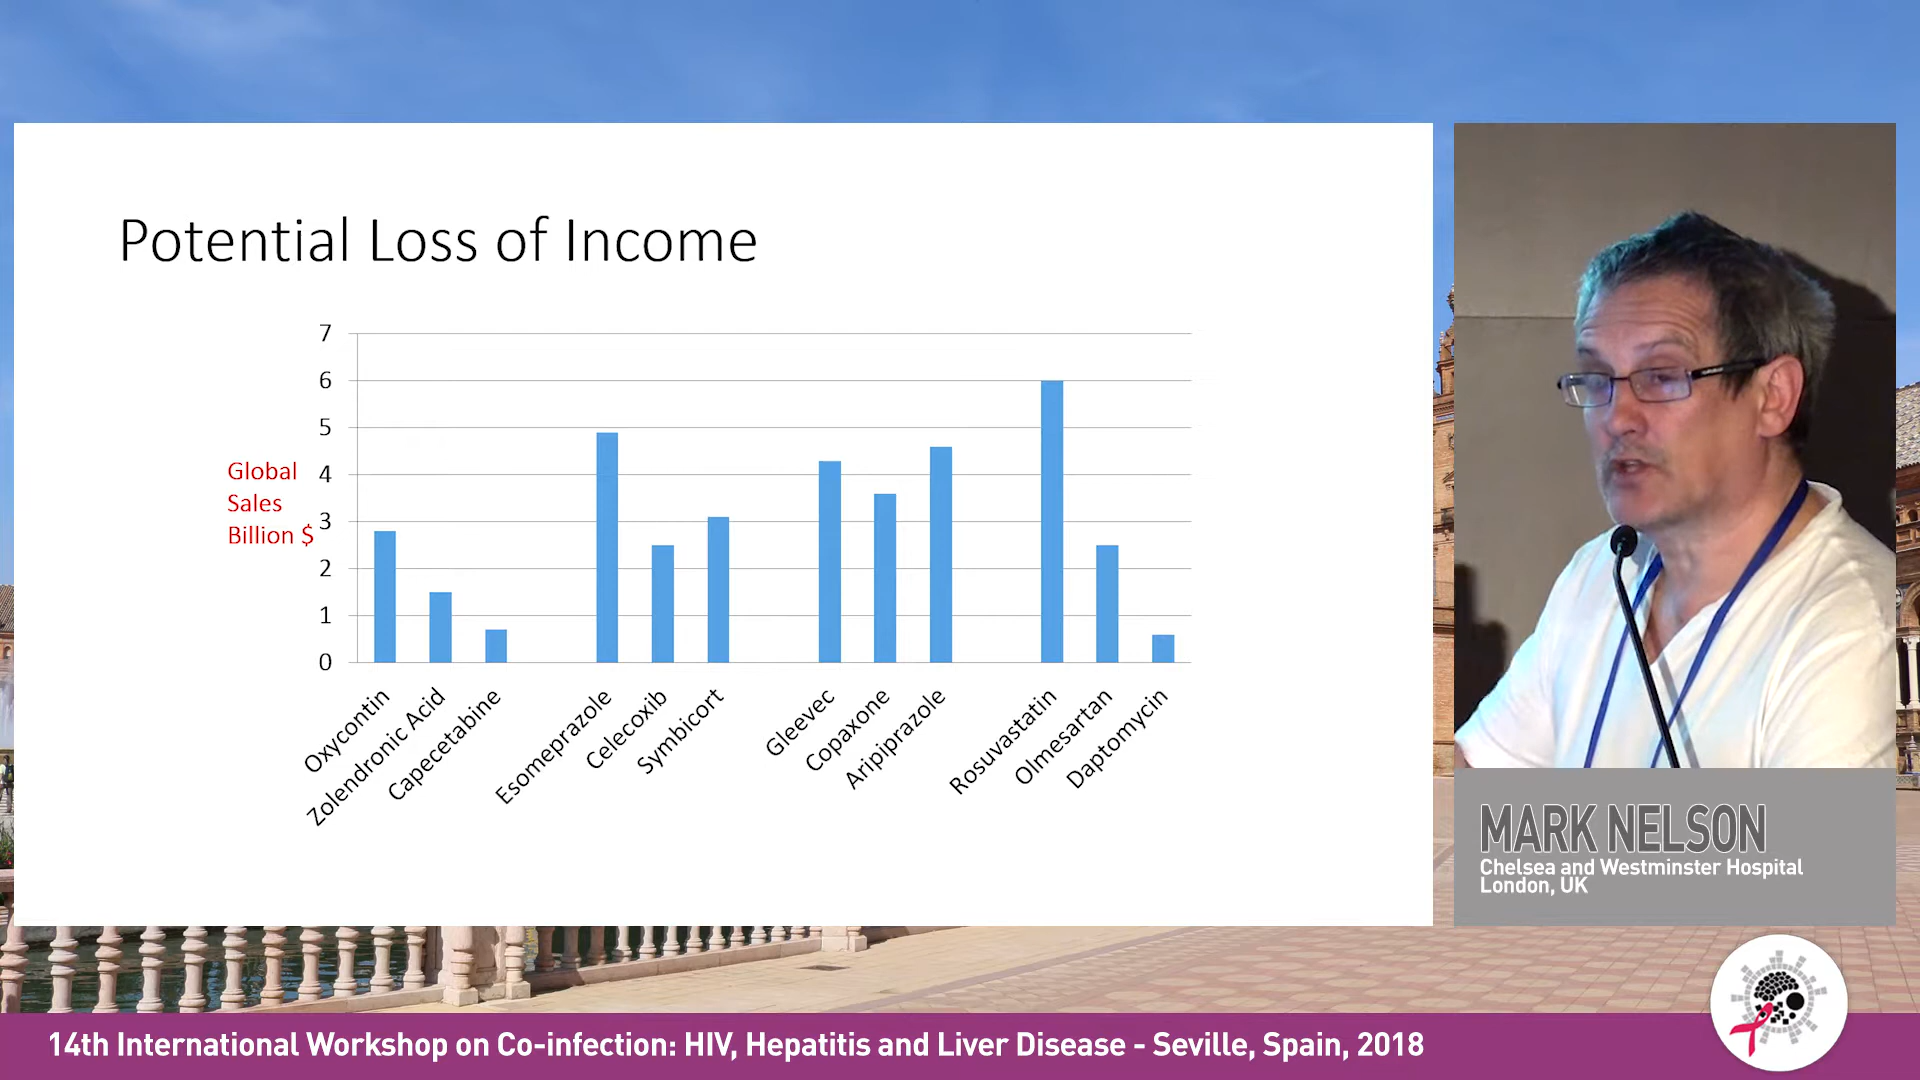 Potential Loss of Income
7
6
5
4
3
2
1
0
Global
Sales
Billion $
Oxycontin
Zolendronic Acid
Capecetabine
Esomeprazole
Celecoxib
Symbicort
Gleevec
Copaxone
Aripiprazole
Rosuvastatin
Olmesartan
Daptomycin
MARK NELSON
Chelsea and Westminster Hospital
London, UK
14th International Workshop on Co-infection: HIV, Hepatitis and Liver Disease - Seville, Spain, 2018